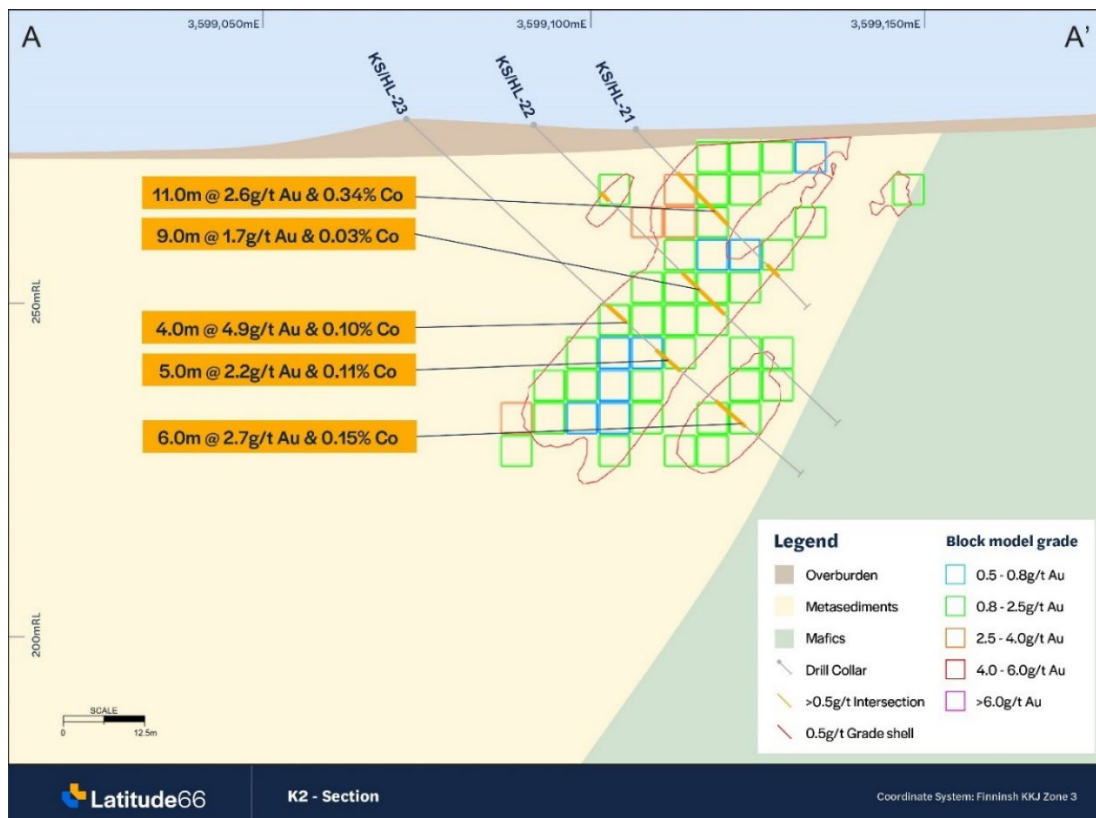 A
3,599,050mE
3,599,100mE
3,599,150mE
A'
KS/HL-23
KS/HL-22
KS/HL-21
11.0m @ 2.6g/t Au & 0.34% Co
9.0m @ 1.7g/t Au & 0.03% Co
4.0m @ 4.9g/t Au & 0.10% Co
5.0m @ 2.2g/t Au & 0.11% Co
6.0m @ 2.7g/t Au & 0.15% Co
250mRL
200mRL
SCALE
0 12.5m
Legend
Overburden
Metasediments
Mafics
Drill Collar
>0.5g/t Intersection
0.5g/t Grade shell
Block model grade
0.5 - 0.8g/t Au
0.8 - 2.5g/t Au
2.5 - 4.0g/t Au
4.0 - 6.0g/t Au
>6.0g/t Au
Latitude66
K2 - Section
Coordinate System: Finninsh KKJ Zone 3